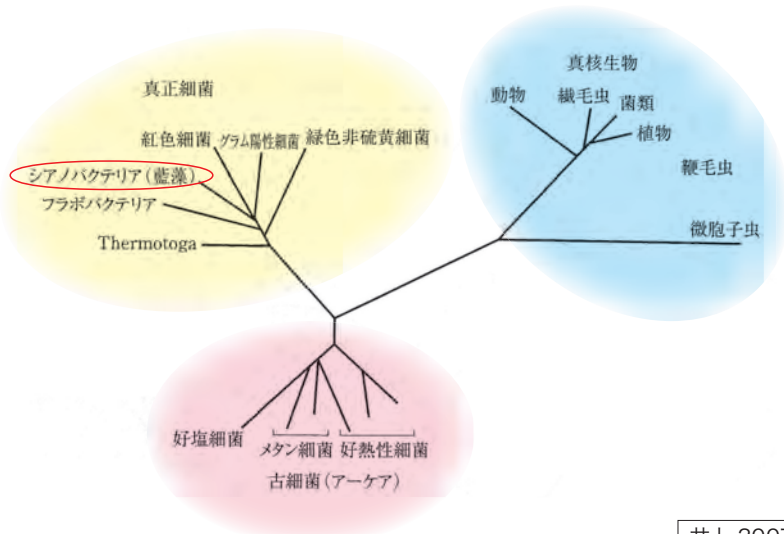 真正細菌
紅色細菌
グラム陽性細菌
緑色非硫黄細菌
シアノバクテリア(藍藻)
フラボバクテリア
Thermotoga
真核生物
動物
繊毛虫
菌類
植物
鞭毛虫
微胞子虫
好塩細菌
メタン細菌
好熱性細菌
古細菌(アーケア)